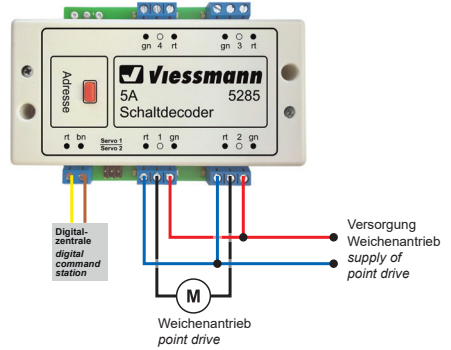 gn 4 rt
gn 3 rt
Adresse
Viessmann
5A 5285
Schaltdecoder
rt bn
Servo 1
Servo 2
rt 1 gn
rt 2 gn
Digital-
zentrale
digital
command
station
Versorgung
Weichenantrieb
supply of
point drive
M
Weichenantrieb
point drive